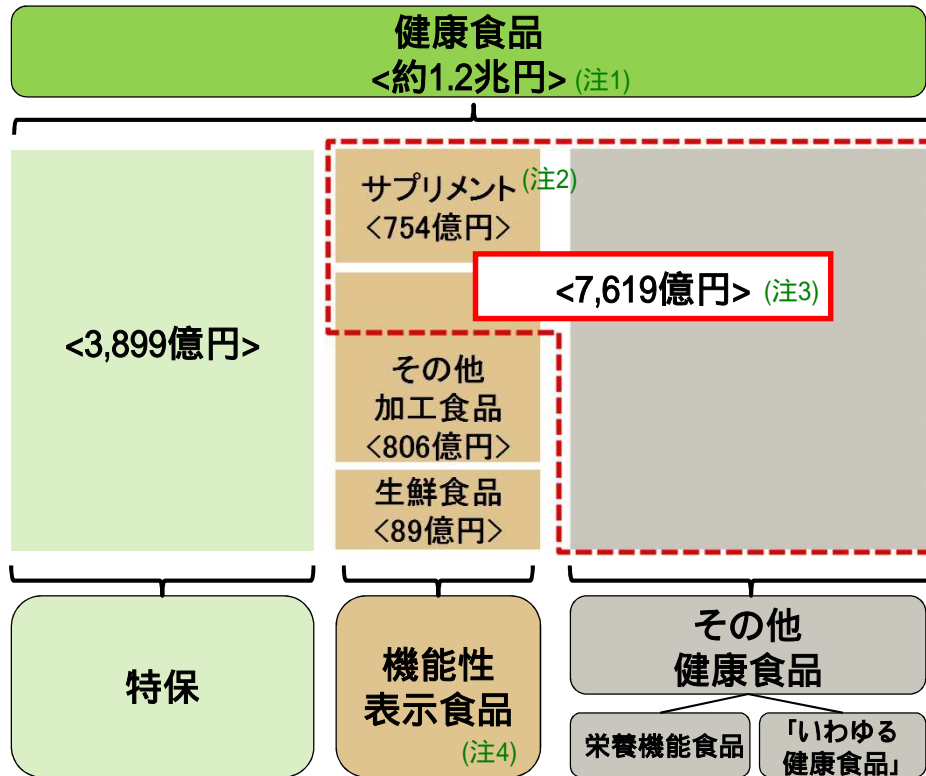 健康食品
<約1.2兆円> (注1)
サプリメント (注2)
<754億円>
<7,619億円> (注3)
<3,899億円>
その他
加工食品
<806億円>
生鮮食品
<89億円>
特保
機能性
表示食品
(注4)
その他
健康食品
栄養機能食品
「いわゆる
健康食品」